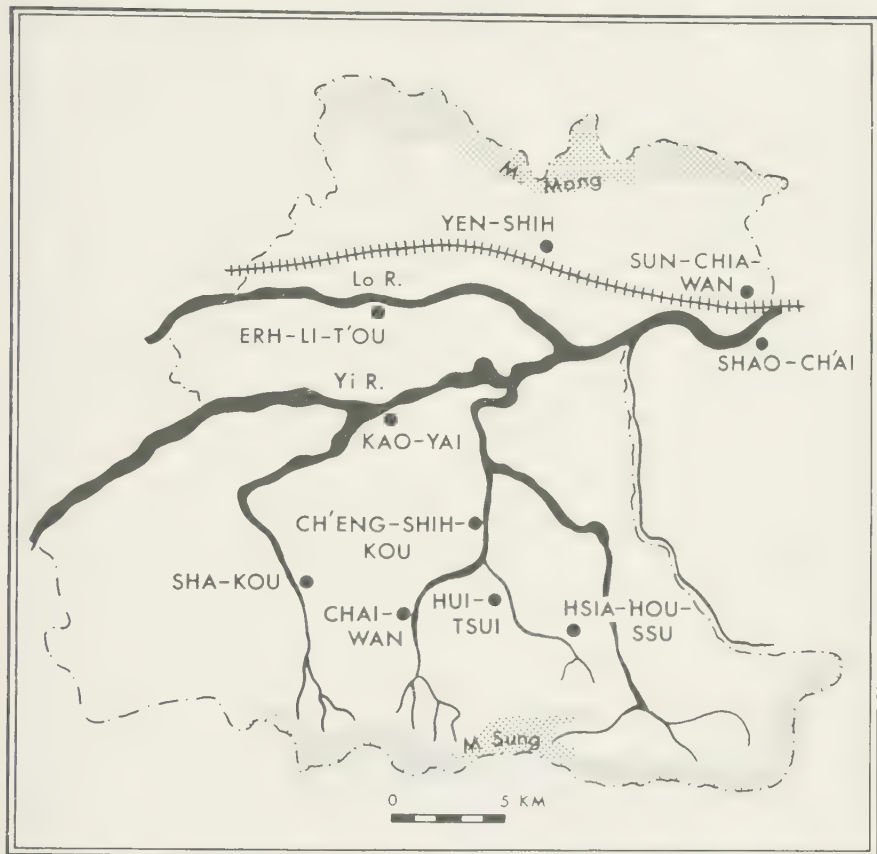 M. Mang
YEN-SHIH
SUN-CHIA-
WAN
Lo R.
ERH-LI-T'OU
SHAO-CH'AI
Yi R.
KAO-YAI
CH'ENG-SHIH-
KOU
SHA-KOU
CHAI-
WAN
HUI-
TSUI
HSIA-HOU-
SSU
M. Sung
0 5 KM